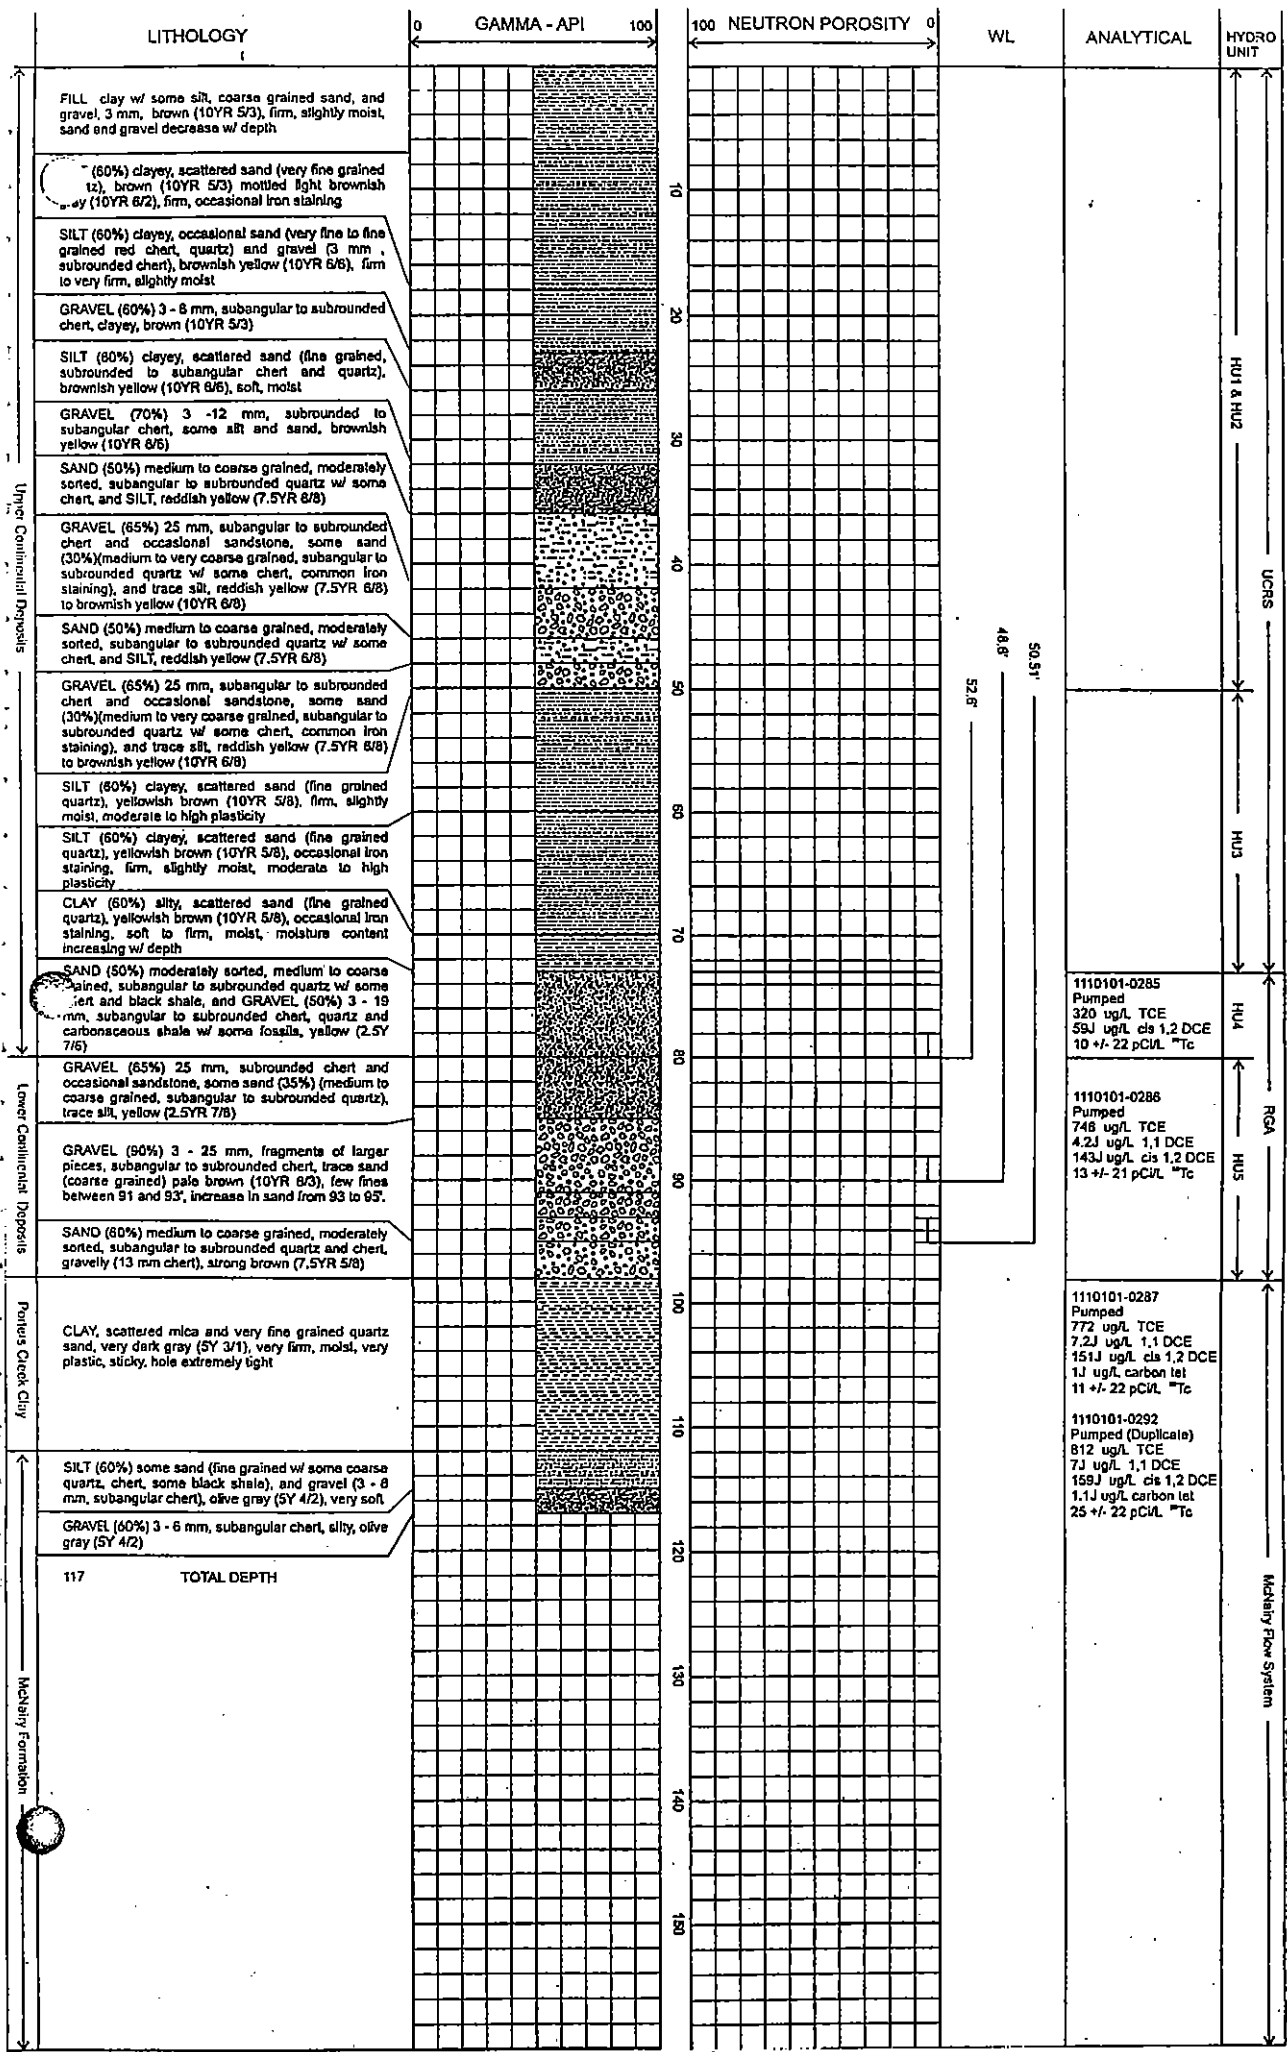 LITHOLOGY
0 GAMMA - API 100
100 NEUTRON POROSITY 0
WL
ANALYTICAL
HYDRO
UNIT
FILL clay w/ some silt, coarse grained sand, and
gravel, 3 mm, brown (10YR 5/3), firm, slightly moist,
sand and gravel decrease w/ depth
(60%) clayey, scattered sand (very fine grained
tz), brown (10YR 5/3) mottled light brownish
ay (10YR 6/2), firm, occasional iron staining
SILT (60%) clayey, occasional sand (very fine to fine
grained red chert, quartz) and gravel (3 mm ,
subrounded chert), brownish yellow (10YR 6/6), firm
to very firm, slightly moist
GRAVEL (60%) 3 - 6 mm, subangular to subrounded
chert, clayey, brown (10YR 5/3)
SILT (60%) clayey, scattered sand (fine grained,
subrounded to subangular chert and quartz),
brownish yellow (10YR 6/6), soft, moist
GRAVEL (70%) 3 -12 mm, subrounded to
subangular chert, some silt and sand, brownish
yellow (10YR 6/6)
SAND (50%) medium to coarse grained, moderately
sorted, subangular to subrounded quartz w/ some
chert, and SILT, reddish yellow (7.5YR 6/8)
GRAVEL (65%) 25 mm, subangular to subrounded
chert and occasional sandstone, some sand
(30%)(medium to very coarse grained, subangular to
subrounded quartz w/ some chert, common iron
staining), and trace silt, reddish yellow (7.5YR 6/8)
to brownish yellow (10YR 6/8)
SAND (50%) medium to coarse grained, moderately
sorted, subangular to subrounded quartz w/ some
chert, and SILT, reddish yellow (7.5YR 6/8)
GRAVEL (65%) 25 mm, subangular to subrounded
chert and occasional sandstone, some sand
(30%)(medium to very coarse grained, subangular to
subrounded quartz w/ some chert, common iron
staining), and trace silt, reddish yellow (7.5YR 6/8)
to brownish yellow (10YR 6/8)
SILT (60%) clayey, scattered sand (fine grained
quartz), yellowish brown (10YR 5/8), firm, slightly
moist, moderate to high plasticity
SILT (60%) clayey, scattered sand (fine grained
quartz), yellowish brown (10YR 5/8), occasional iron
staining, firm, slightly moist, moderate to high
plasticity
CLAY (60%) silty, scattered sand (fine grained
quartz), yellowish brown (10YR 5/8), occasional iron
staining, soft to firm, moist, moisture content
increasing w/ depth
SAND (50%) moderately sorted, medium to coarse
ained, subangular to subrounded quartz w/ some
ert and black shale, and GRAVEL (50%) 3 - 19
mm, subangular to subrounded chert, quartz and
carbonaceous shale w/ some fossils, yellow (2.5Y
7/6)
GRAVEL (65%) 25 mm, subrounded chert and
occasional sandstone, some sand (35%) (medium to
coarse grained, subangular to subrounded quartz),
trace silt, yellow (2.5YR 7/8)
GRAVEL (90%) 3 - 25 mm, fragments of larger
pieces, subangular to subrounded chert, trace sand
(coarse grained) pale brown (10YR 6/3), few fines
between 91 and 93', increase in sand from 93 to 95'.
SAND (60%) medium to coarse grained, moderately
sorted, subangular to subrounded quartz and chert,
gravelly (13 mm chert), strong brown (7.5YR 5/8)
CLAY, scattered mica and very fine grained quartz
sand, very dark gray (5Y 3/1), very firm, moist, very
plastic, sticky, hole extremely tight
SILT (60%) some sand (fine grained w/ some coarse
quartz, chert, some black shale), and gravel (3 - 8
mm, subangular chert), olive gray (5Y 4/2), very soft
GRAVEL (60%) 3 - 6 mm, subangular chert, silty, olive
gray (5Y 4/2)
117 TOTAL DEPTH
Upper Continental Deposits
Lower Continental Deposits
Porters Creek Clay
McNairy Formation
10
20
30
40
50
60
70
80
90
100
110
120
130
140
150
52.6'
48.6'
50.51'
1110101-0285
Pumped
320 ug/L TCE
59J ug/L cis 1,2 DCE
10 +/- 22 pCi/L ⁹⁹Tc
1110101-0286
Pumped
746 ug/L TCE
4.2J ug/L 1,1 DCE
143J ug/L cis 1,2 DCE
13 +/- 21 pCi/L ⁹⁹Tc
1110101-0287
Pumped
772 ug/L TCE
7.2J ug/L 1,1 DCE
151J ug/L cis 1,2 DCE
1J ug/L carbon tet
11 +/- 22 pCi/L ⁹⁹Tc
1110101-0292
Pumped (Duplicate)
812 ug/L TCE
7J ug/L 1,1 DCE
159J ug/L cis 1,2 DCE
1.1J ug/L carbon tet
25 +/- 22 pCi/L ⁹⁹Tc
HU1 & HU2
HU3
HU4
HU5
UCRS
RGA
McNairy Flow System